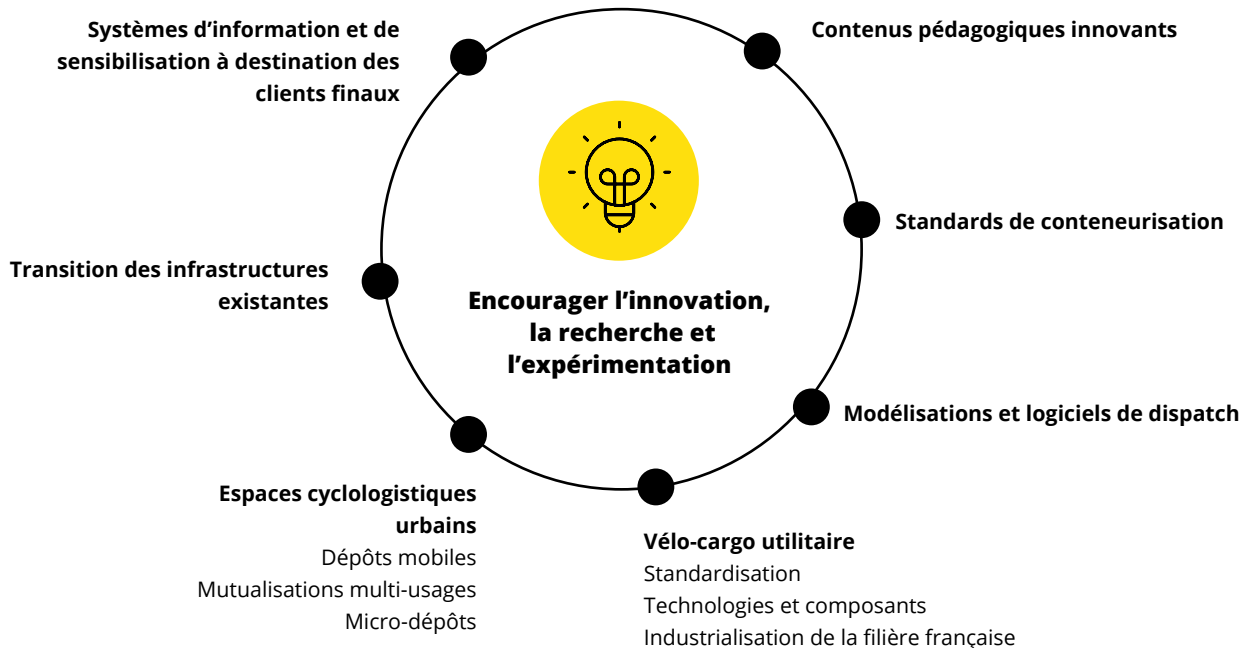 Systèmes d’information et de
sensibilisation à destination des
clients finaux
Contenus pédagogiques innovants
Standards de conteneurisation
Transition des infrastructures
existantes
Encourager l’innovation,
la recherche et
l’expérimentation
Modélisations et logiciels de dispatch
Espaces cyclologistiques
urbains
Dépôts mobiles
Mutualisations multi-usages
Micro-dépôts
Vélo-cargo utilitaire
Standardisation
Technologies et composants
Industrialisation de la filière française